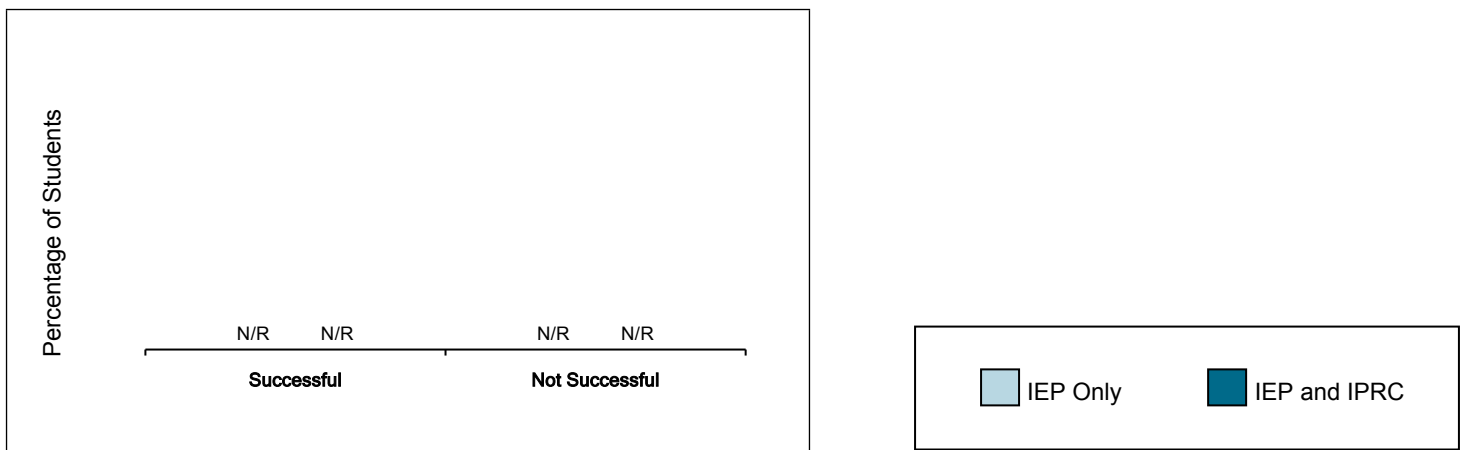 Percentage of Students
N/R N/R N/R N/R
Successful Not Successful
IEP Only IEP and IPRC